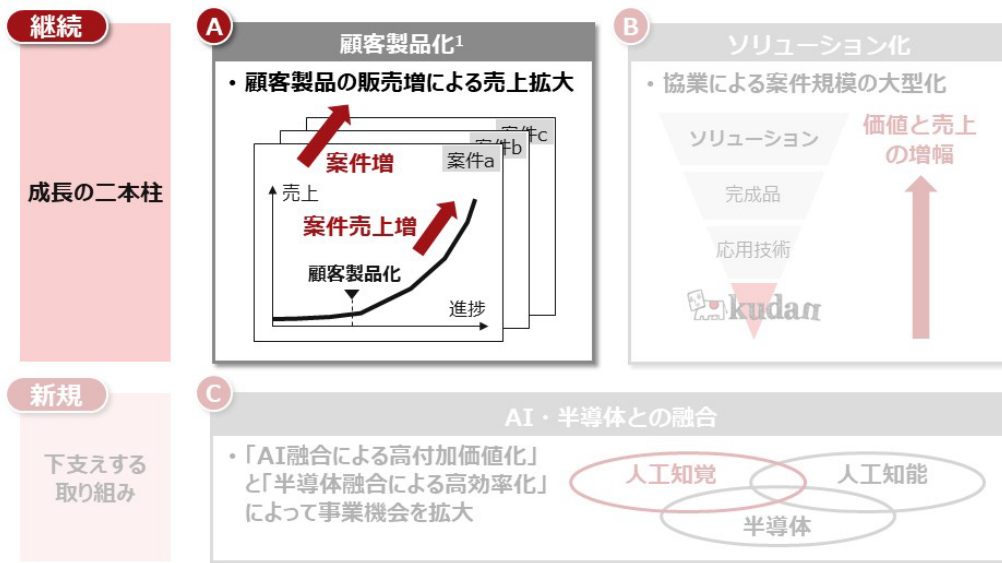 継続
成長の二本柱
A
顧客製品化1
・顧客製品の販売増による売上拡大
案件増
案件c
案件b
案件a
売上
案件売上増
顧客製品化
進捗
B
ソリューション化
・協業による案件規模の大型化
ソリューション
完成品
応用技術
kudan
価値と売上
の増幅
新規
下支えする
取り組み
C
AI・半導体との融合
・「AI融合による高付加価値化」
と「半導体融合による高効率化」
によって事業機会を拡大
人工知覚
人工知能
半導体